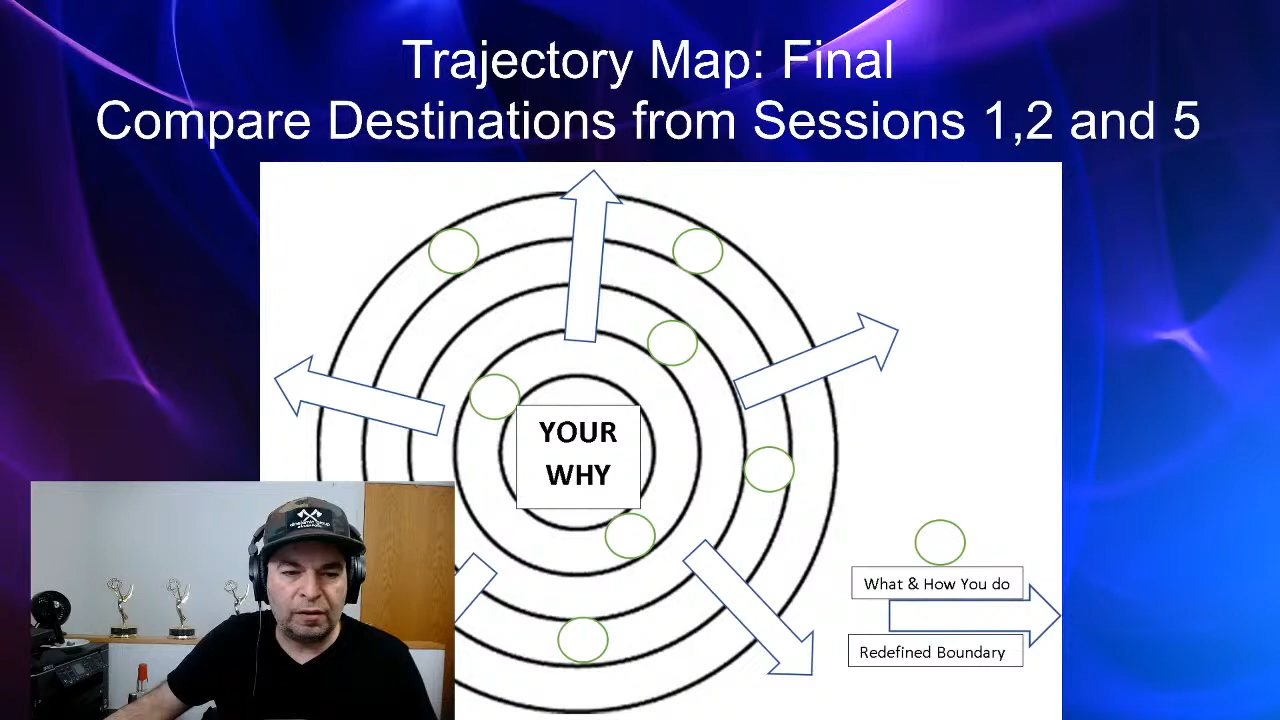 Trajectory Map: Final
Compare Destinations from Sessions 1,2 and 5
YOUR
WHY
What & How You do
Redefined Boundary